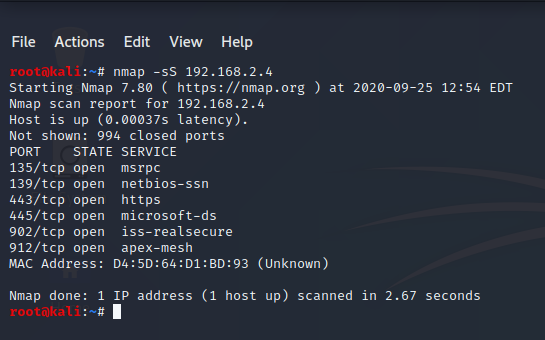 File Actions Edit View Help
root@kali:~# nmap -sS 192.168.2.4
Starting Nmap 7.80 ( https://nmap.org ) at 2020-09-25 12:54 EDT
Nmap scan report for 192.168.2.4
Host is up (0.00037s latency).
Not shown: 994 closed ports
PORT    STATE SERVICE
135/tcp open  msrpc
139/tcp open  netbios-ssn
443/tcp open  https
445/tcp open  microsoft-ds
902/tcp open  iss-realsecure
912/tcp open  apex-mesh
MAC Address: D4:5D:64:D1:BD:93 (Unknown)
Nmap done: 1 IP address (1 host up) scanned in 2.67 seconds
root@kali:~#